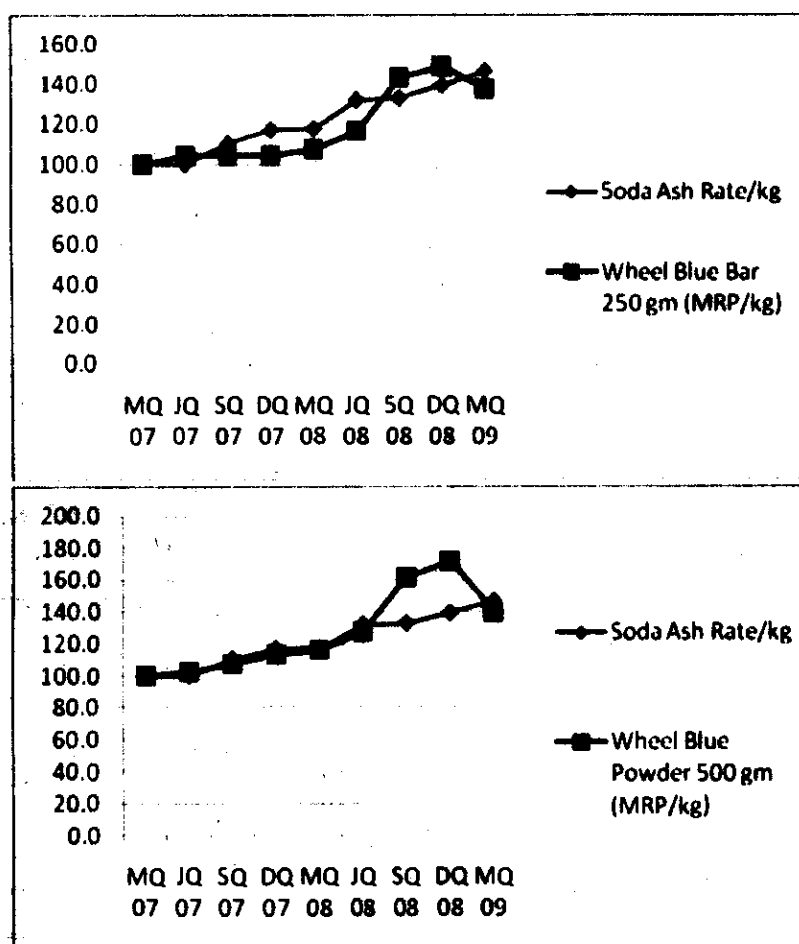 160.0
140.0
120.0
100.0
80.0
60.0
40.0
20.0
0.0
MQ JQ SQ DQ MQ JQ SQ DQ MQ
07 07 07 07 08 08 08 08 09
Soda Ash Rate/kg
Wheel Blue Bar
250 gm (MRP/kg)
200.0
180.0
160.0
140.0
120.0
100.0
80.0
60.0
40.0
20.0
0.0
MQ JQ SQ DQ MQ JQ SQ DQ MQ
07 07 07 07 08 08 08 08 09
Soda Ash Rate/kg
Wheel Blue
Powder 500 gm
(MRP/kg)